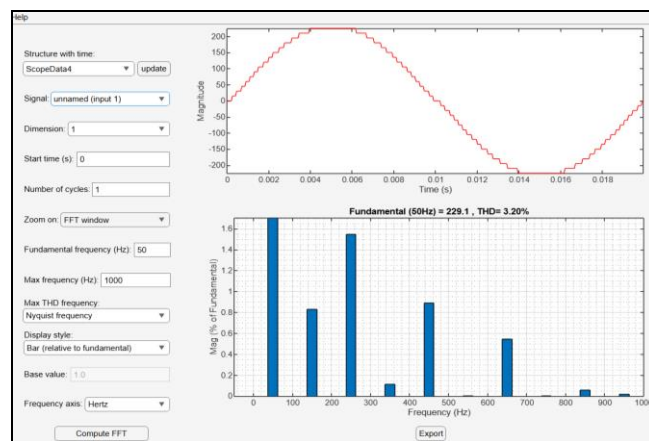 Help
Structure with time:
ScopeData4 update
Signal: unnamed (input 1)
Dimension: 1
Start time (s): 0
Number of cycles: 1
Zoom on: FFT window
Fundamental frequency (Hz): 50
Max frequency (Hz): 1000
Max THD frequency:
Nyquist frequency
Display style:
Bar (relative to fundamental)
Base value: 1.0
Frequency axis: Hertz
Compute FFT
200
150
100
50
0
-50
-100
-150
-200
Magnitude
0 0.002 0.004 0.006 0.008 0.01 0.012 0.014 0.016 0.018
Time (s)
Fundamental (50Hz) = 229.1 , THD= 3.20%
1.6
1.4
1.2
1
0.8
0.6
0.4
0.2
0
Mag (% of Fundamental)
0 100 200 300 400 500 600 700 800 900 1000
Frequency (Hz)
Export